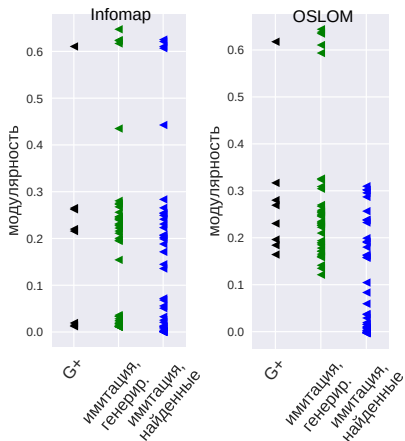 Infomap
OSLOM
модулярность
0.6
0.5
0.4
0.3
0.2
0.1
0.0
G+
имитация,
генерир.
имитация,
найденные
модулярность
0.6
0.5
0.4
0.3
0.2
0.1
0.0
G+
имитация,
генерир.
имитация,
найденные